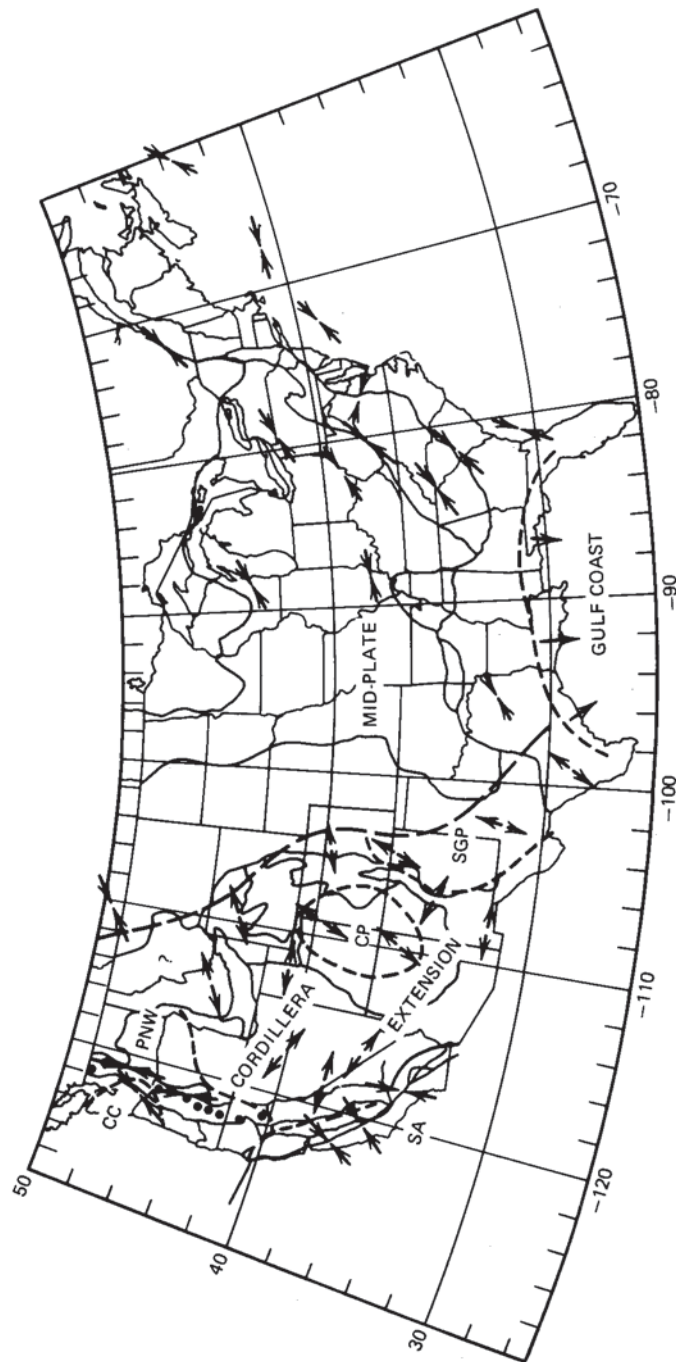 50
40
30
CC
PNW
?
CORDILLERA
EXTENSION
CP
SGP
SA
MID-PLATE
GULF COAST
−120
−110
−100
−90
−80
−70